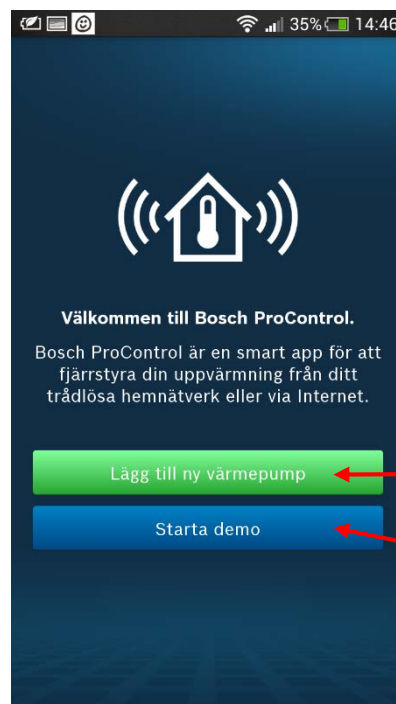 35% 14:46
Välkommen till Bosch ProControl.
Bosch ProControl är en smart app för att
fjärrstyra din uppvärmning från ditt
trådlösa hemnätverk eller via Internet.
Lägg till ny värmepump
Starta demo